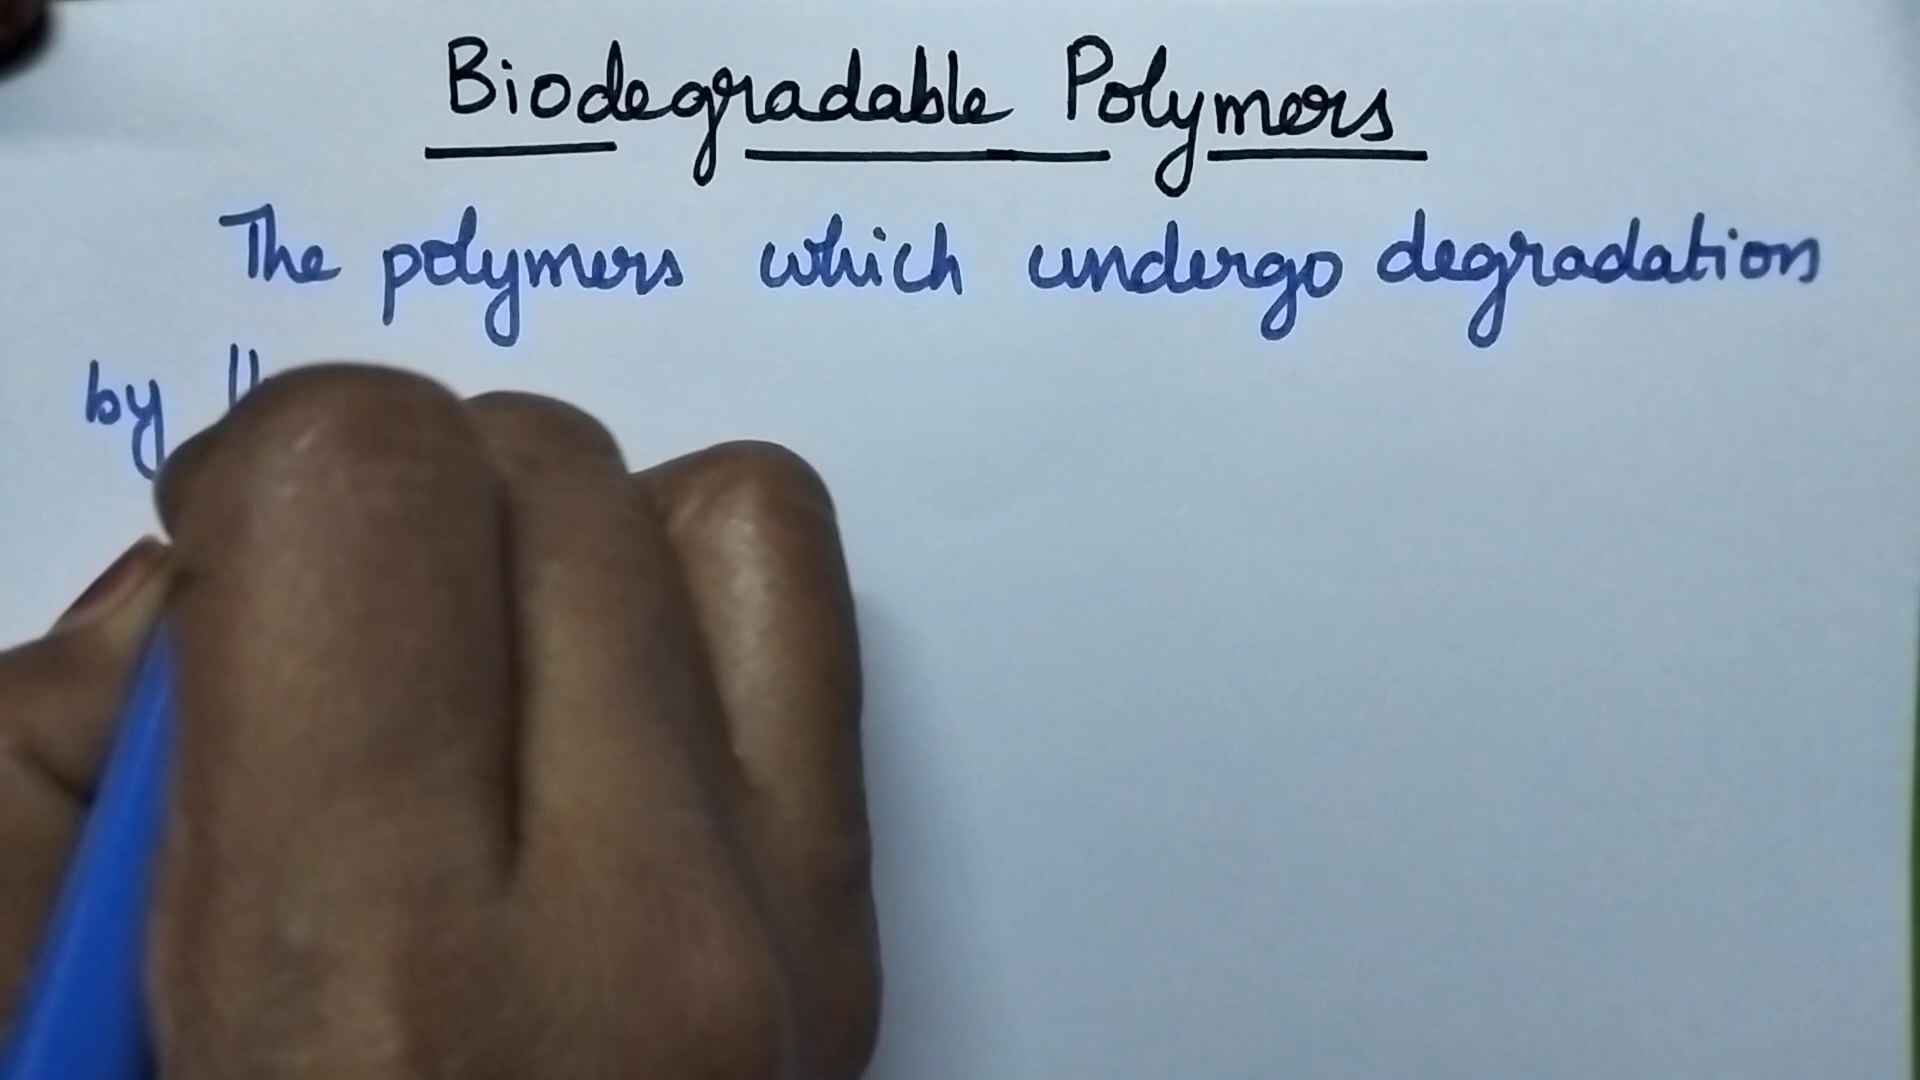 Biodegradable Polymers
The polymers which undergo degradation
by